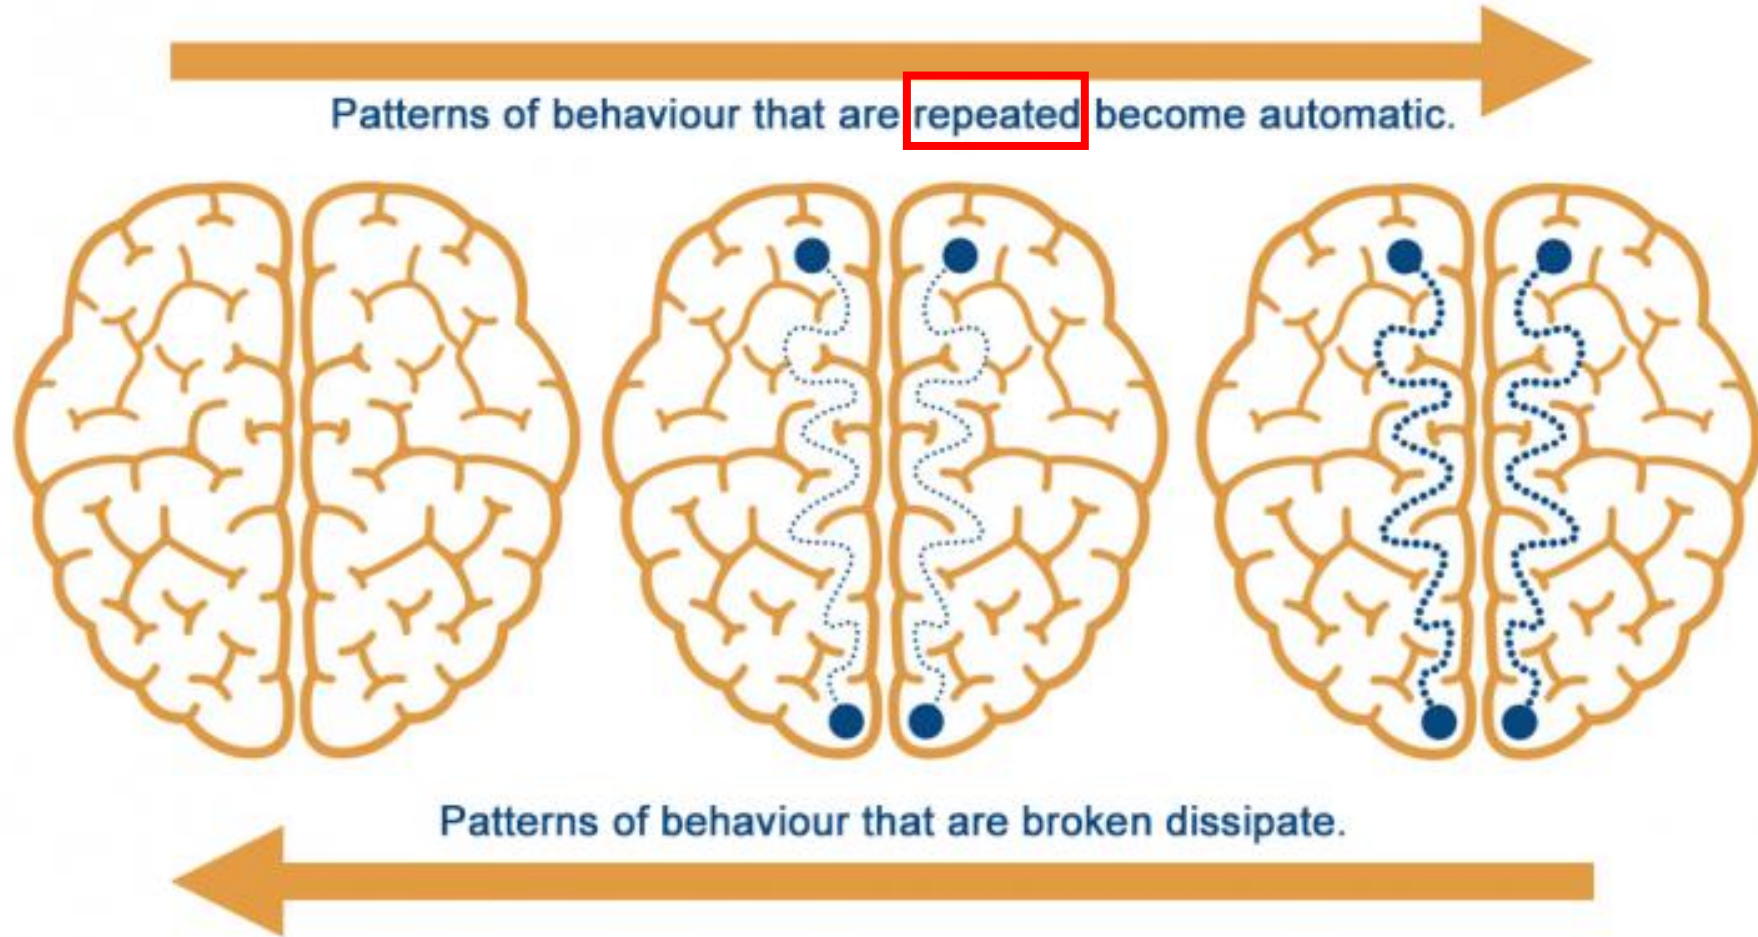 Patterns of behaviour that are repeated become automatic.
Patterns of behaviour that are broken dissipate.